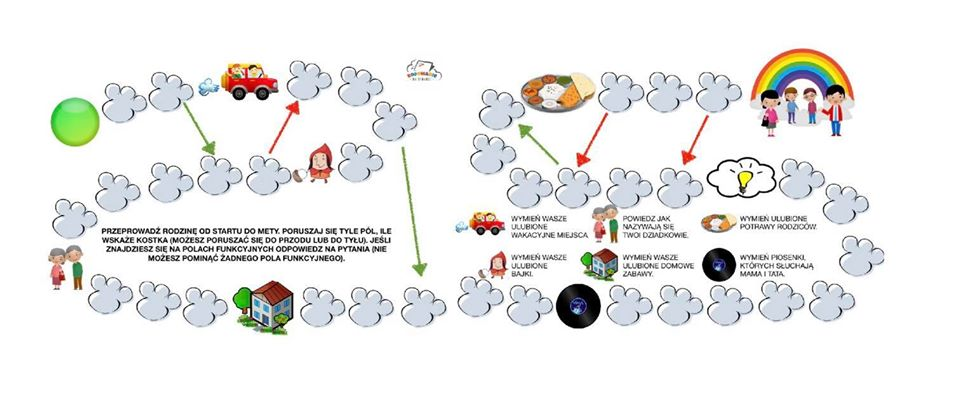 PRZEPROWADŹ RODZINĘ OD STARTU DO METY. PORUSZAJ SIĘ TYLE PÓL, ILE
WSKAŻE KOSTKA (MOŻESZ PORUSZAĆ SIĘ DO PRZODU LUB DO TYŁU). JEŚLI
ZNAJDZIESZ SIĘ NA POLACH FUNKCYJNYCH ODPOWIEDZ NA PYTANIA (NIE
MOŻESZ POMINĄĆ ŻADNEGO POLA FUNKCYJNEGO).
WYMIEŃ WASZE
ULUBIONE
WAKACYJNE MIEJSCA
POWIEDZ JAK
NAZYWAJĄ SIĘ
TWOI DZIADKOWIE.
WYMIEŃ ULUBIONE
POTRAWY RODZICÓW.
WYMIEŃ WASZE
ULUBIONE
BAJKI.
WYMIEŃ WASZE
ULUBIONE DOMOWE
ZABAWY.
WYMIEŃ PIOSENKI,
KTÓRYCH SŁUCHAJĄ
MAMA I TATA.